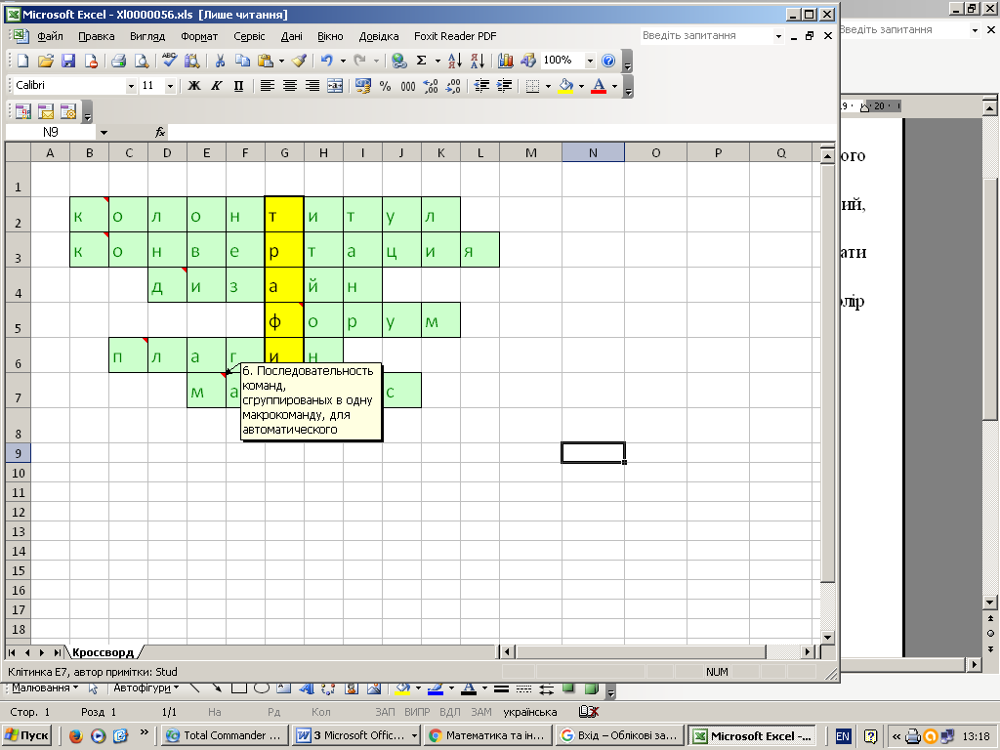 Microsoft Excel - Xl0000056.xls [Лише читання]
Файл Правка Вигляд Формат Сервіс Дані Вікно Довідка Foxit Reader PDF Введіть запитання
Введіть запитання
100%
Calibri 11 Ж К П % 000
19 · 20
N9 fx
A B C D E F G H I J K L M N O P Q
1
2 к о л о н т и т у л
3 к о н в е р т а ц и я
4 д и з а й н
5 ф о р у м
6 п л а г и н
7 м а с
8
9
10
11
12
13
14
15
16
17
18
6. Последовательность
команд,
сгруппированых в одну
макрокоманду, для
автоматического
ого
ий,
ати
олір
Кроссворд
Клітинка E7, автор примітки: Stud NUM
Малювання Автофігури
Стор. 1 Розд 1 1/1 На Рд Кол ЗАП ВИПР ВДЛ ЗАМ українська
Пуск Total Commander ... 3 Microsoft Offic... Математика та ін... Вхід – Облікові за... Microsoft Excel -... EN 13:18